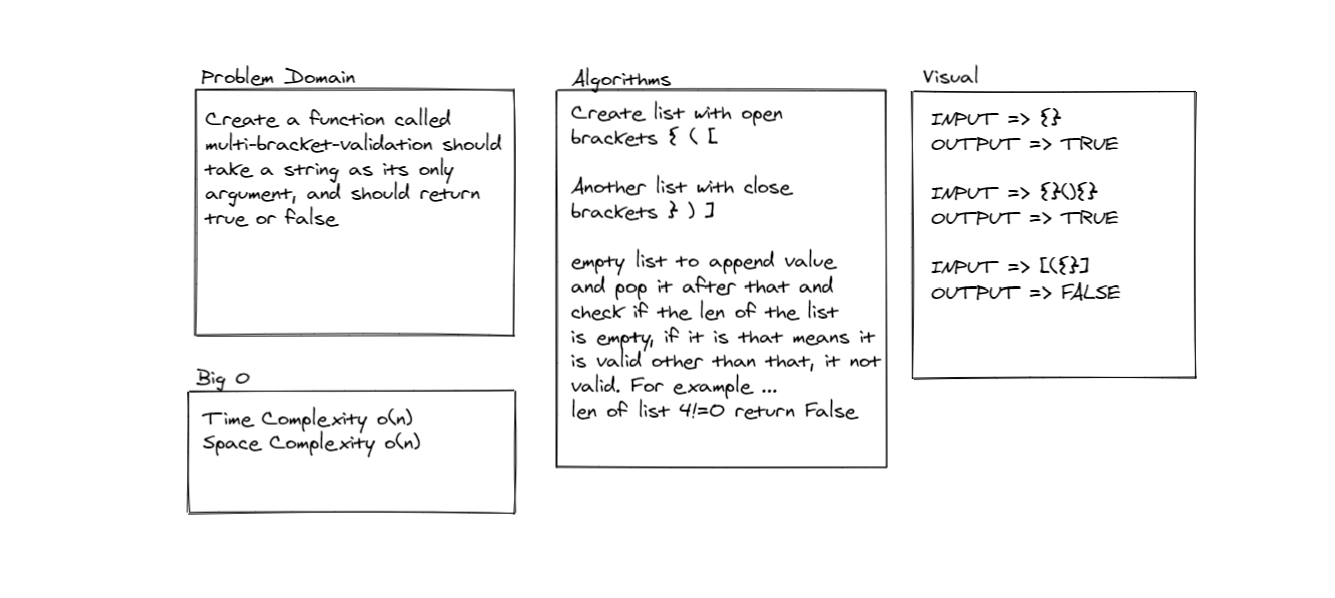 Problem Domain
Create a function called
multi-bracket-validation should
take a string as its only
argument, and should return
true or false
Big O
Time Complexity o(n)
Space Complexity o(n)
Algorithms
Create list with open
brackets { ( [
Another list with close
brackets } ) ]
empty list to append value
and pop it after that and
check if the len of the list
is empty, if it is that means it
is valid other than that, it not
valid. For example ...
len of list 4!=0 return False
Visual
INPUT => {}
OUTPUT => TRUE
INPUT => {}(){}
OUTPUT => TRUE
INPUT => [({}]
OUTPUT => FALSE